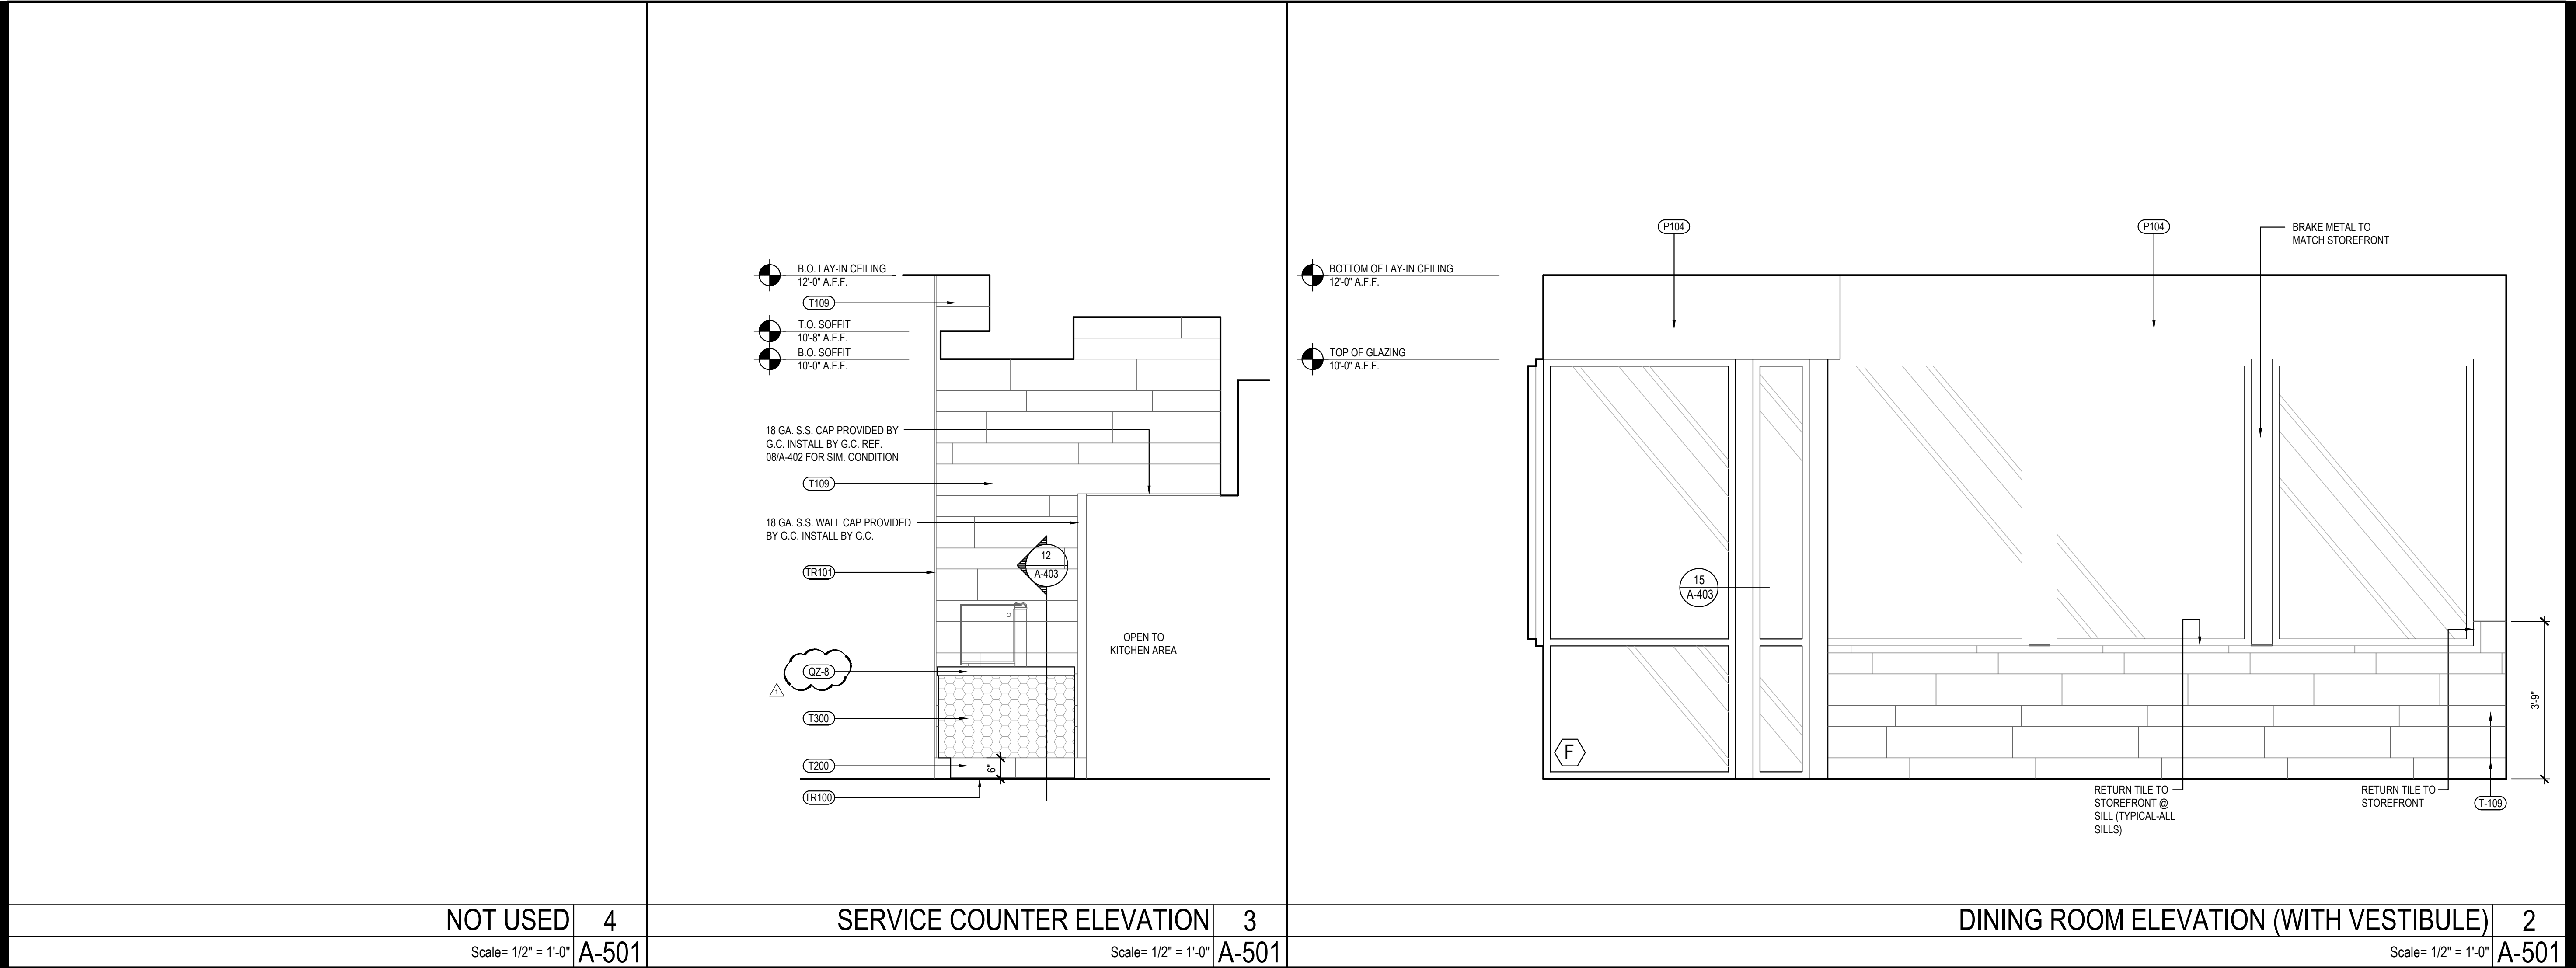 NOT USED
4
Scale= 1/2" = 1'-0"
A-501
B.O. LAY-IN CEILING
12'-0" A.F.F.
T109
T.O. SOFFIT
10'-8" A.F.F.
B.O. SOFFIT
10'-0" A.F.F.
18 GA. S.S. CAP PROVIDED BY
G.C. INSTALL BY G.C. REF.
08/A-402 FOR SIM. CONDITION
T109
18 GA. S.S. WALL CAP PROVIDED
BY G.C. INSTALL BY G.C.
12
A-403
TR101
OPEN TO
KITCHEN AREA
QZ-8
1
T300
T200
6"
TR100
SERVICE COUNTER ELEVATION
3
Scale= 1/2" = 1'-0"
A-501
P104
P104
BRAKE METAL TO
MATCH STOREFRONT
BOTTOM OF LAY-IN CEILING
12'-0" A.F.F.
TOP OF GLAZING
10'-0" A.F.F.
15
A-403
3'-9"
F
RETURN TILE TO
STOREFRONT @
SILL (TYPICAL-ALL
SILLS)
RETURN TILE TO
STOREFRONT
T-109
DINING ROOM ELEVATION (WITH VESTIBULE)
2
Scale= 1/2" = 1'-0"
A-501